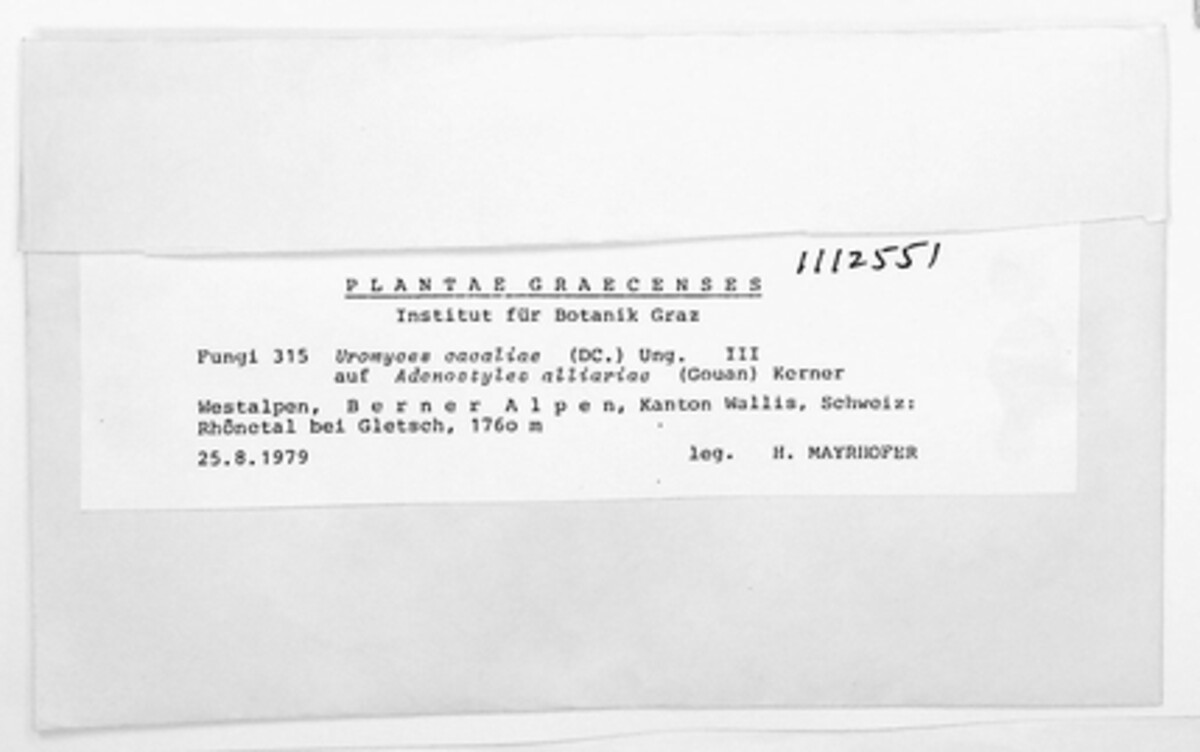 1112551
PLANTAE GRAECENSES
Institut für Botanik Graz
Fungi 315 Uromyces cacaliae (DC.) Ung. III
auf Adenostyles alliariae (Gouan) Kerner
Westalpen, Berner Alpen, Kanton Wallis, Schweiz:
Rhônetal bei Gletsch, 176o m
25.8.1979 leg. H. MAYRHOFER